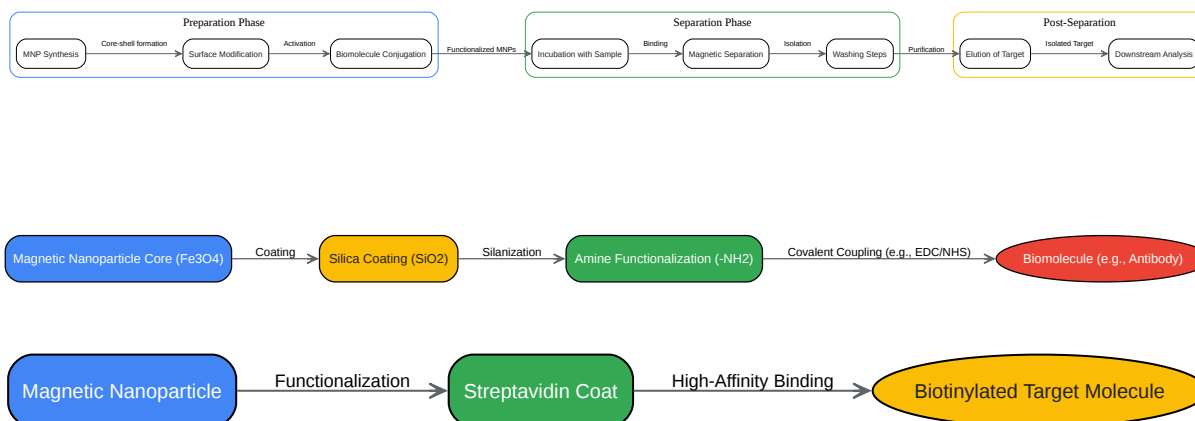 Preparation Phase
Separation Phase
Post-Separation
MNP Synthesis
Core-shell formation
Surface Modification
Activation
Biomolecule Conjugation
Functionalized MNPs
Incubation with Sample
Binding
Magnetic Separation
Isolation
Washing Steps
Purification
Elution of Target
Isolated Target
Downstream Analysis
Magnetic Nanoparticle Core (Fe3O4)
Coating
Silica Coating (SiO2)
Silanization
Amine Functionalization (-NH2)
Covalent Coupling (e.g., EDC/NHS)
Biomolecule (e.g., Antibody)
Magnetic Nanoparticle
Functionalization
Streptavidin Coat
High-Affinity Binding
Biotinylated Target Molecule